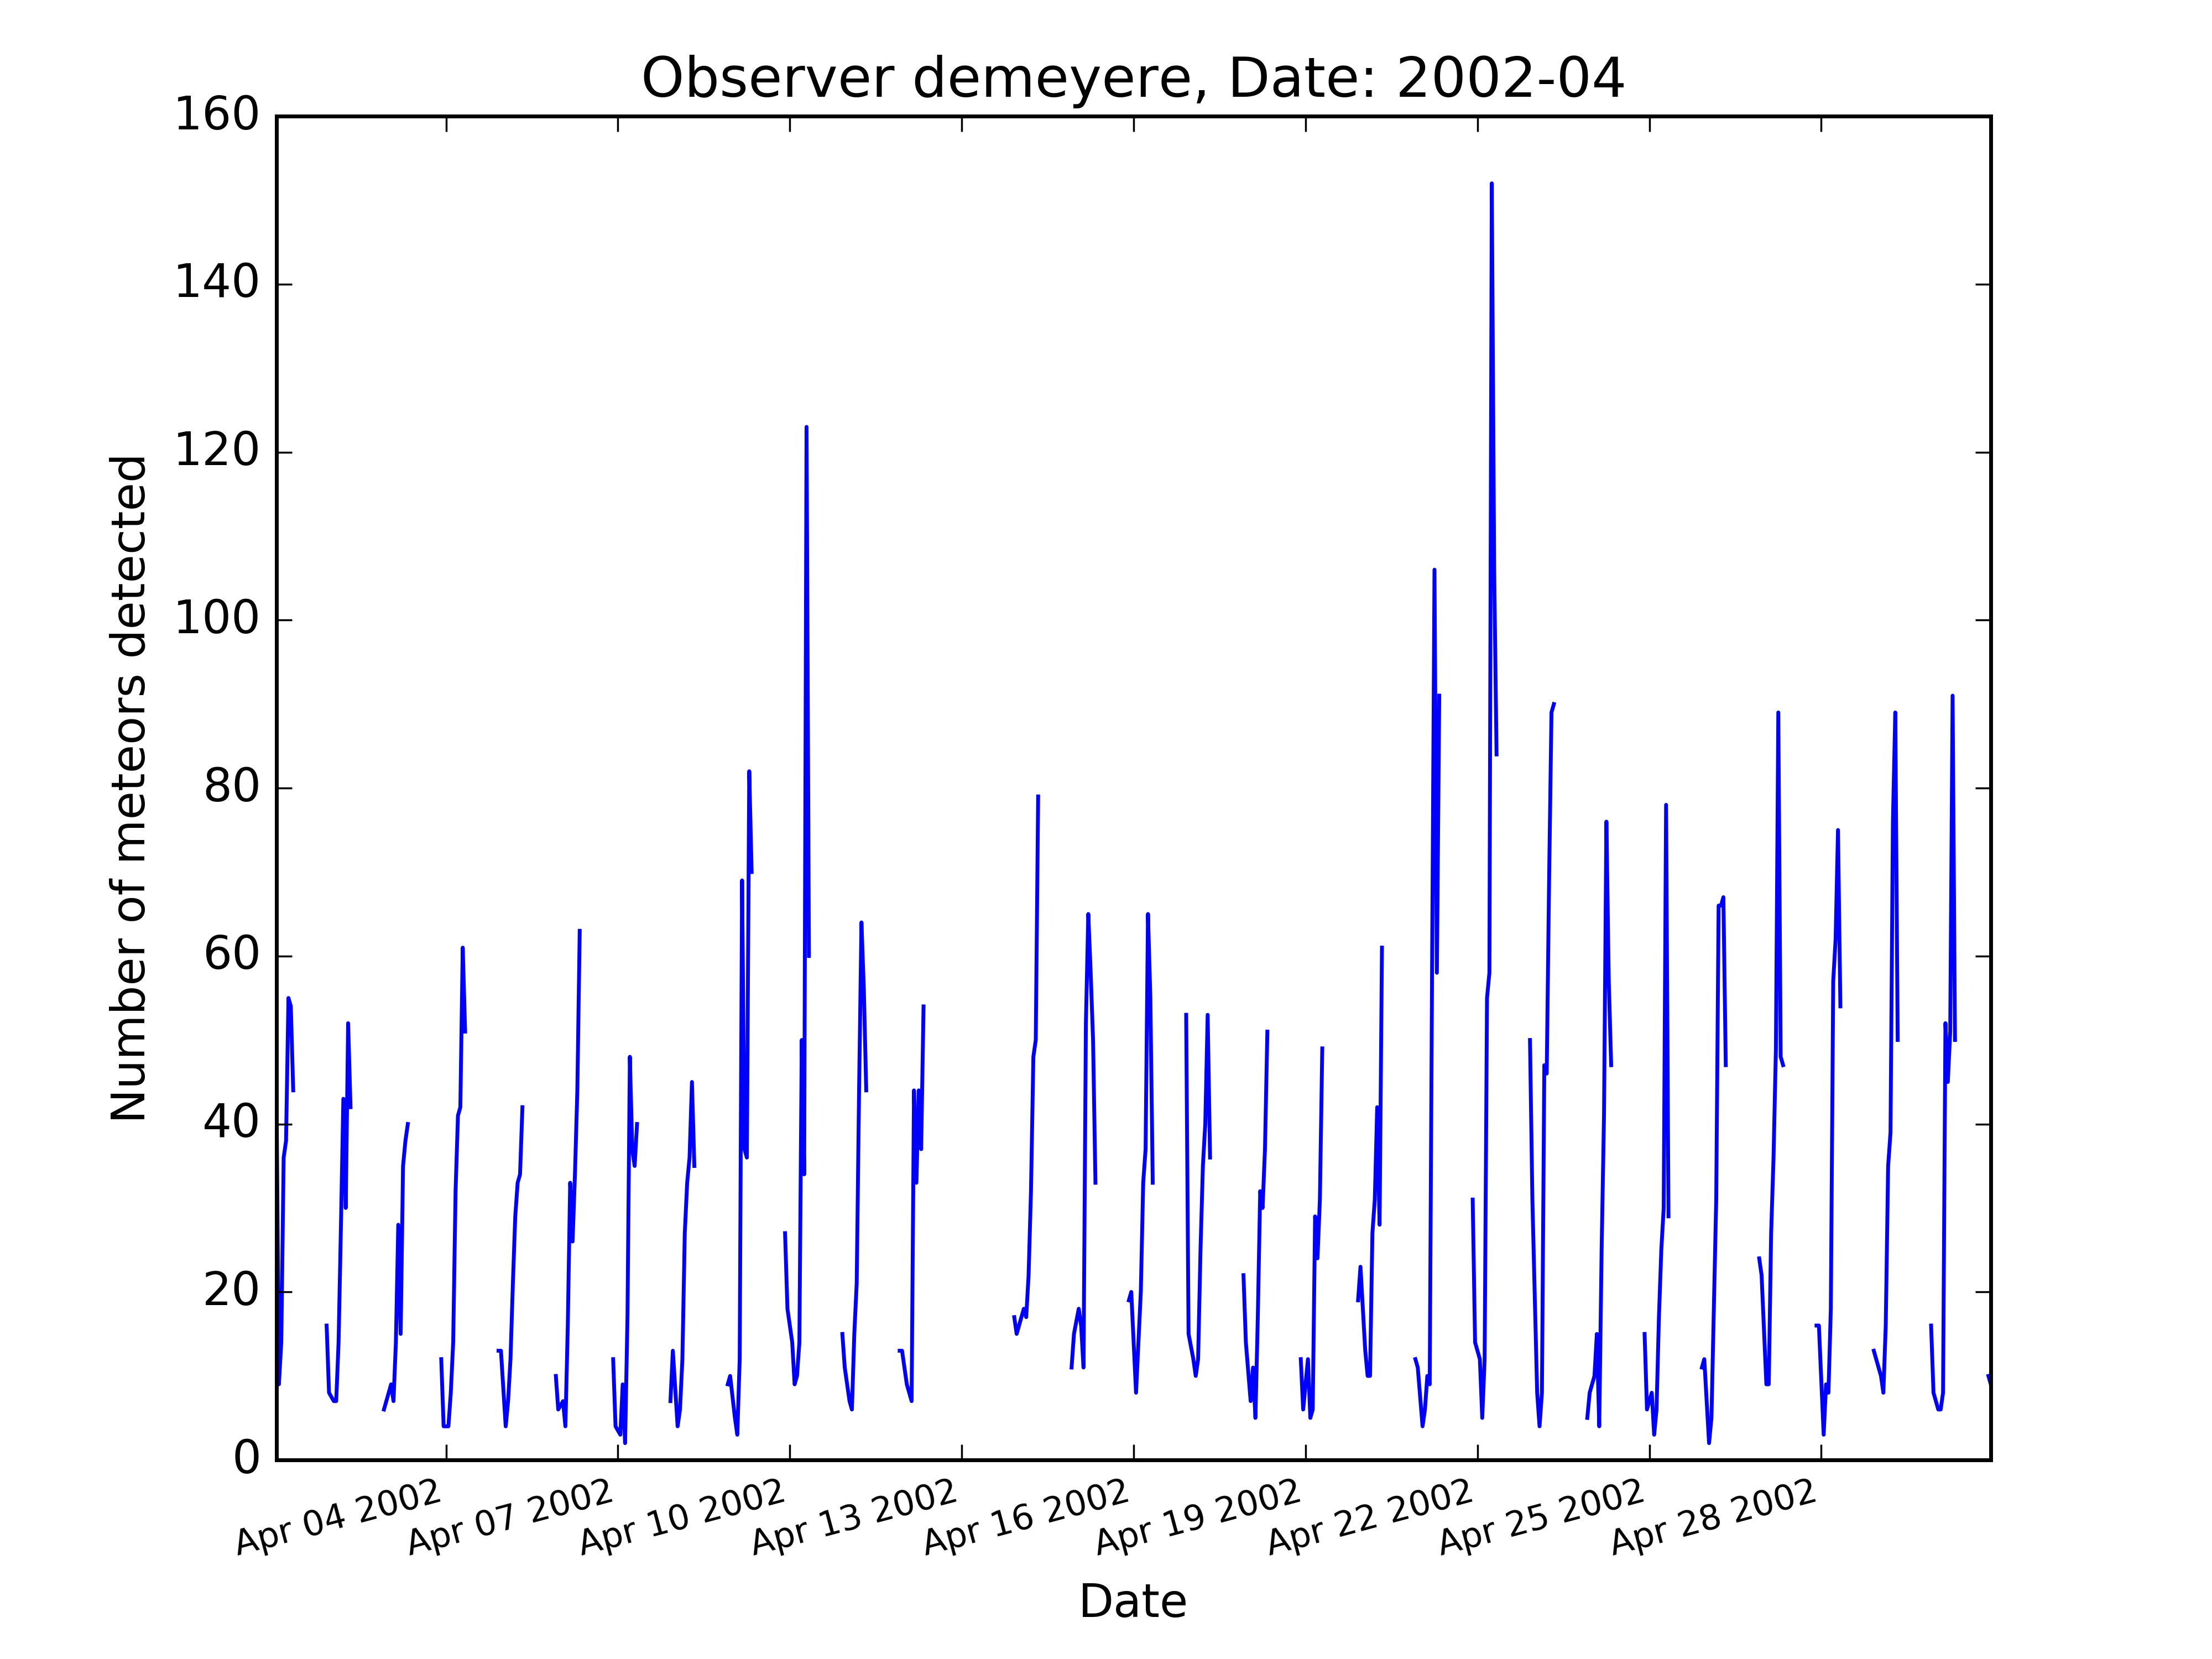 Observer demeyere, Date: 2002-04
160
140
120
100
80
60
40
20
0
Number of meteors detected
Apr 04 2002
Apr 07 2002
Apr 10 2002
Apr 13 2002
Apr 16 2002
Apr 19 2002
Apr 22 2002
Apr 25 2002
Apr 28 2002
Date